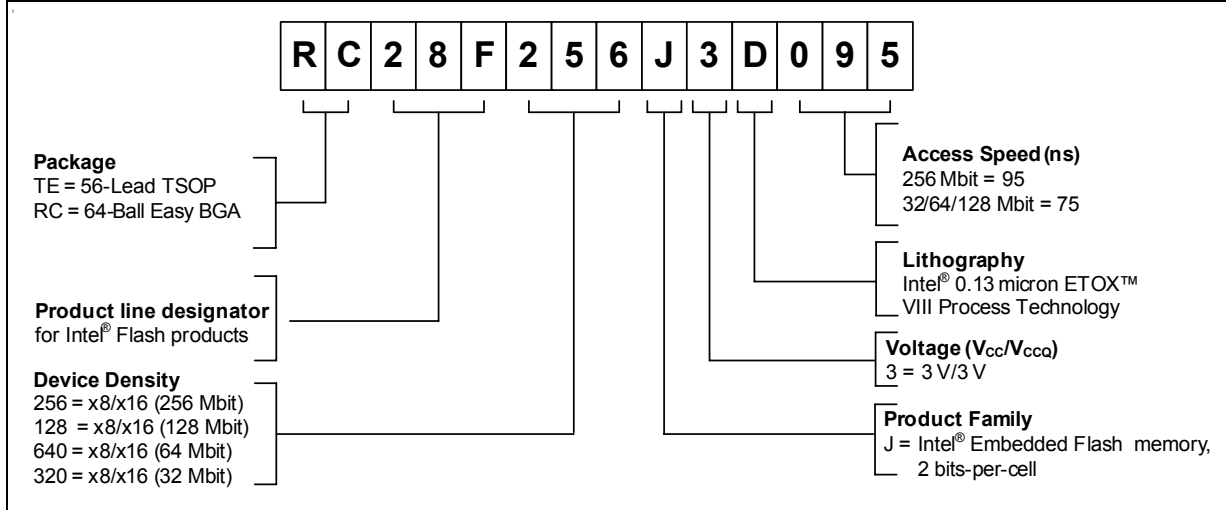 R C 2 8 F 2 5 6 J 3 D 0 9 5
Package
TE = 56-Lead TSOP
RC = 64-Ball Easy BGA
Product line designator
for Intel® Flash products
Device Density
256 = x8/x16 (256 Mbit)
128 = x8/x16 (128 Mbit)
640 = x8/x16 (64 Mbit)
320 = x8/x16 (32 Mbit)
Access Speed (ns)
256 Mbit = 95
32/64/128 Mbit = 75
Lithography
Intel® 0.13 micron ETOX™
VIII Process Technology
Voltage (VCC/VCCQ)
3 = 3 V/3 V
Product Family
J = Intel® Embedded Flash memory,
2 bits-per-cell